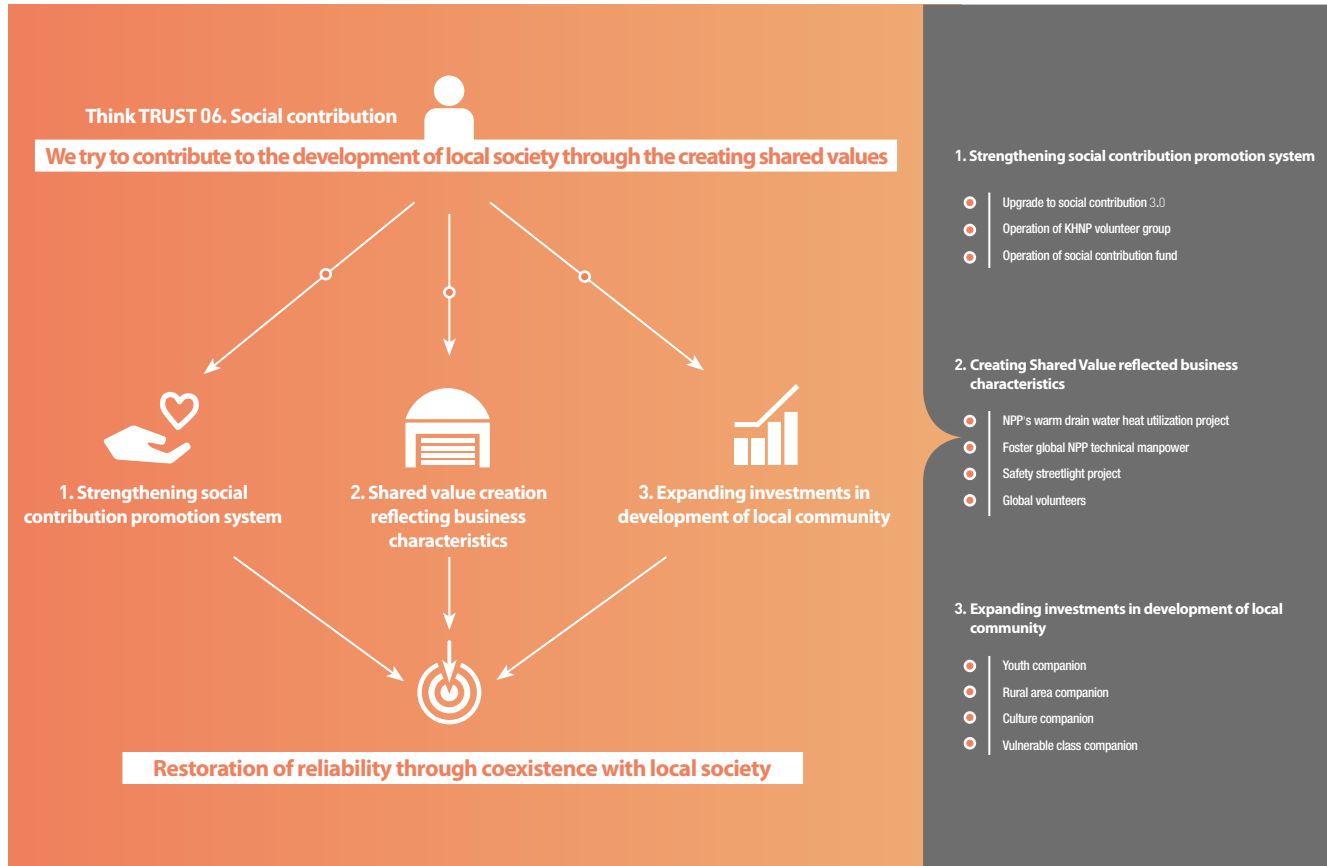 Think TRUST 06. Social contribution
We try to contribute to the development of local society through the creating shared values
1. Strengthening social
contribution promotion system
2. Shared value creation
reflecting business
characteristics
3. Expanding investments in
development of local community
Restoration of reliability through coexistence with local society
1. Strengthening social contribution promotion system
Upgrade to social contribution 3.0
Operation of KHNP volunteer group
Operation of social contribution fund
2. Creating Shared Value reflected business
characteristics
NPP's warm drain water heat utilization project
Foster global NPP technical manpower
Safety streetlight project
Global volunteers
3. Expanding investments in development of local
community
Youth companion
Rural area companion
Culture companion
Vulnerable class companion